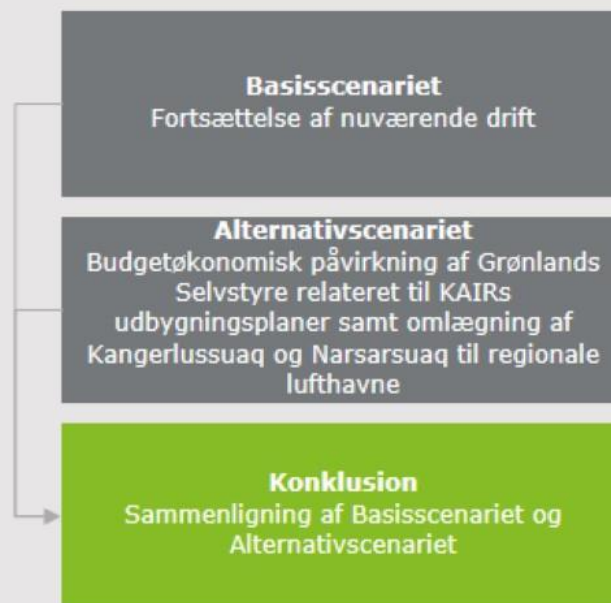 Basisscenariet
Fortsættelse af nuværende drift
Alternativscenariet
Budgetøkonomisk påvirkning af Grønlands
Selvstyre relateret til KAIRs
udbygningsplaner samt omlægning af
Kangerlussuaq og Narsarsuaq til regionale
lufthavne
Konklusion
Sammenligning af Basisscenariet og
Alternativscenariet